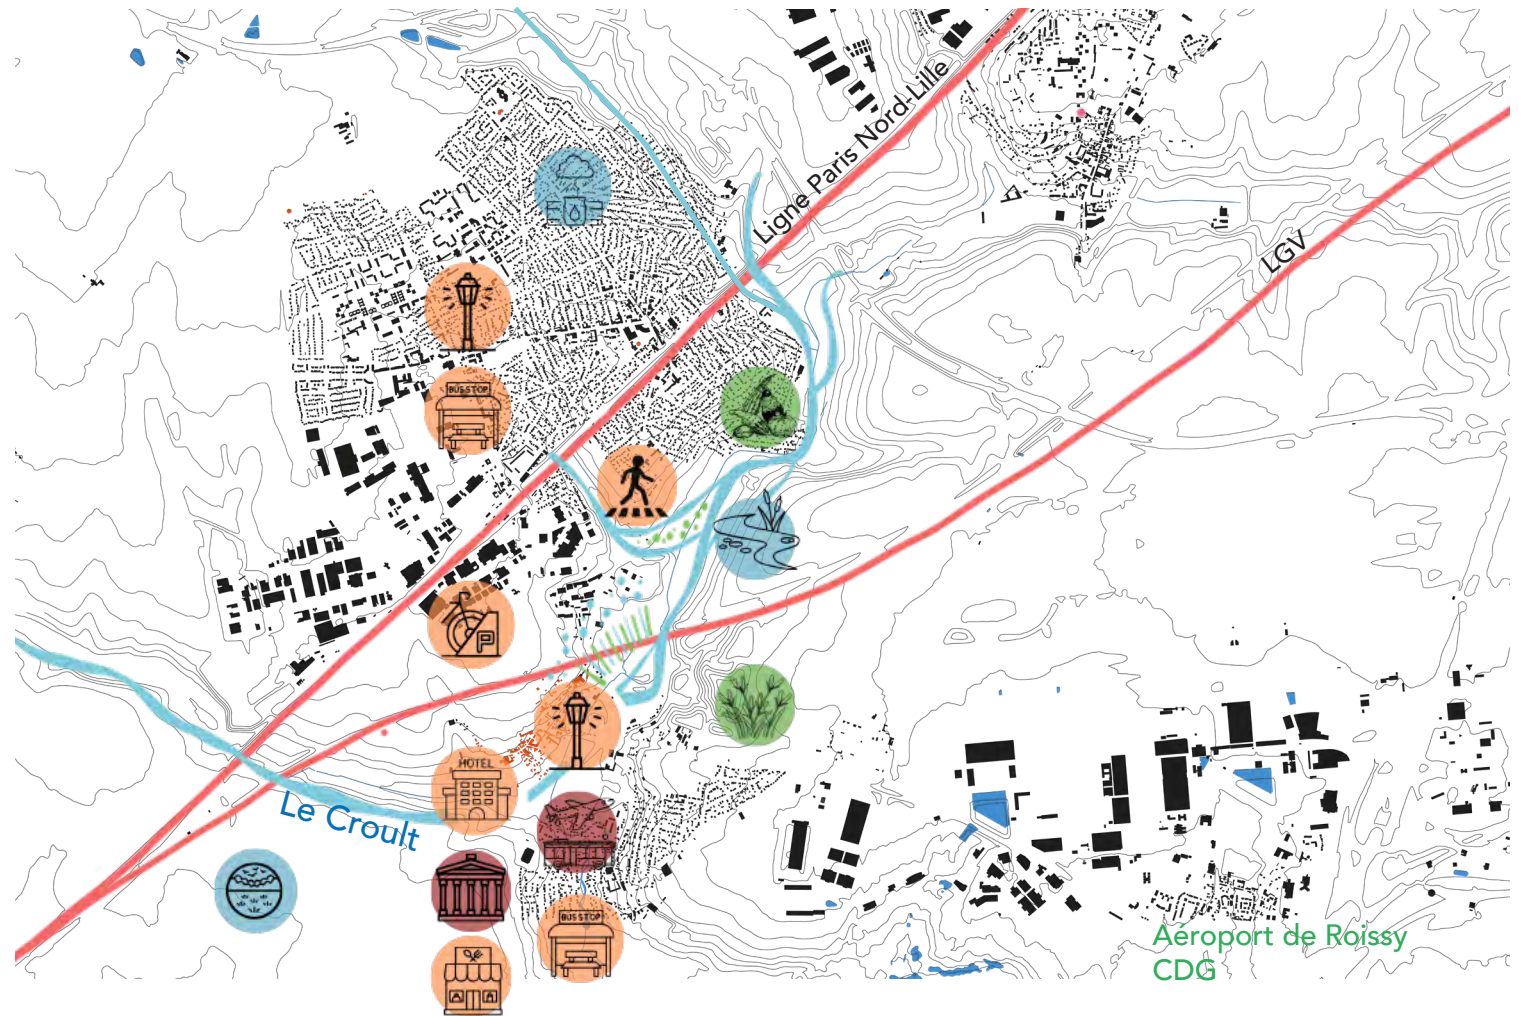 Ligne Paris Nord-Lille
LGV
BUS STOP
P
HOTEL
Le Croult
BUS STOP
Aéroport de Roissy
CDG